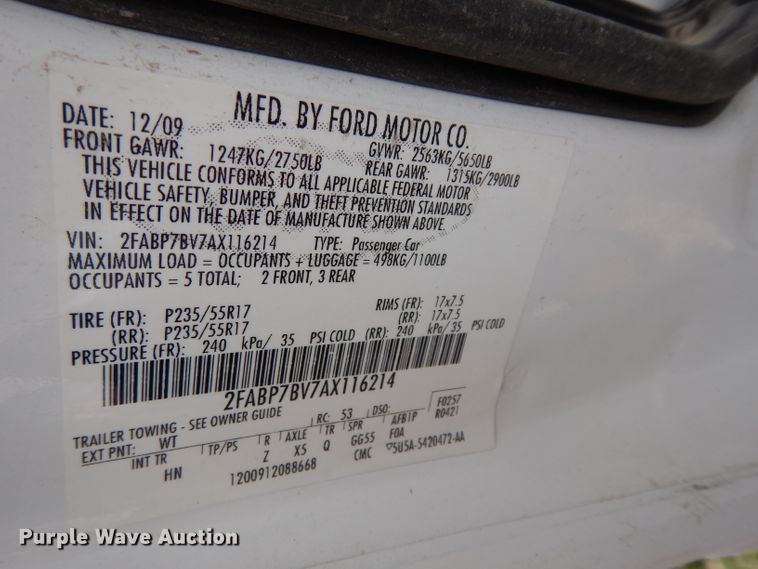 MFD. BY FORD MOTOR CO.
DATE: 12/09 GVWR: 2563KG/5650LB
FRONT GAWR: 1247KG/2750LB REAR GAWR: 1315KG/2900LB
THIS VEHICLE CONFORMS TO ALL APPLICABLE FEDERAL MOTOR
VEHICLE SAFETY, BUMPER, AND THEFT PREVENTION STANDARDS
IN EFFECT ON THE DATE OF MANUFACTURE SHOWN ABOVE.
VIN: 2FABP7BV7AX116214 TYPE: Passenger Car
MAXIMUM LOAD = OCCUPANTS + LUGGAGE = 498KG/1100LB
OCCUPANTS = 5 TOTAL; 2 FRONT, 3 REAR
TIRE (FR): P235/55R17 RIMS (FR): 17x7.5
(RR): P235/55R17 (RR): 17x7.5
PRESSURE (FR): 240 kPa/ 35 PSI COLD (RR): 240 kPa/ 35 PSI COLD
2FABP7BV7AX116214
TRAILER TOWING - SEE OWNER GUIDE RC: 53 DSO: F0257
EXT PNT: WT TP/PS R AXLE TR SPR AFB1P R0421
INT TR Z X5 Q GG55 FOA
HN 1200912088668 CMC 5U5A-5420472-AA
Purple Wave Auction